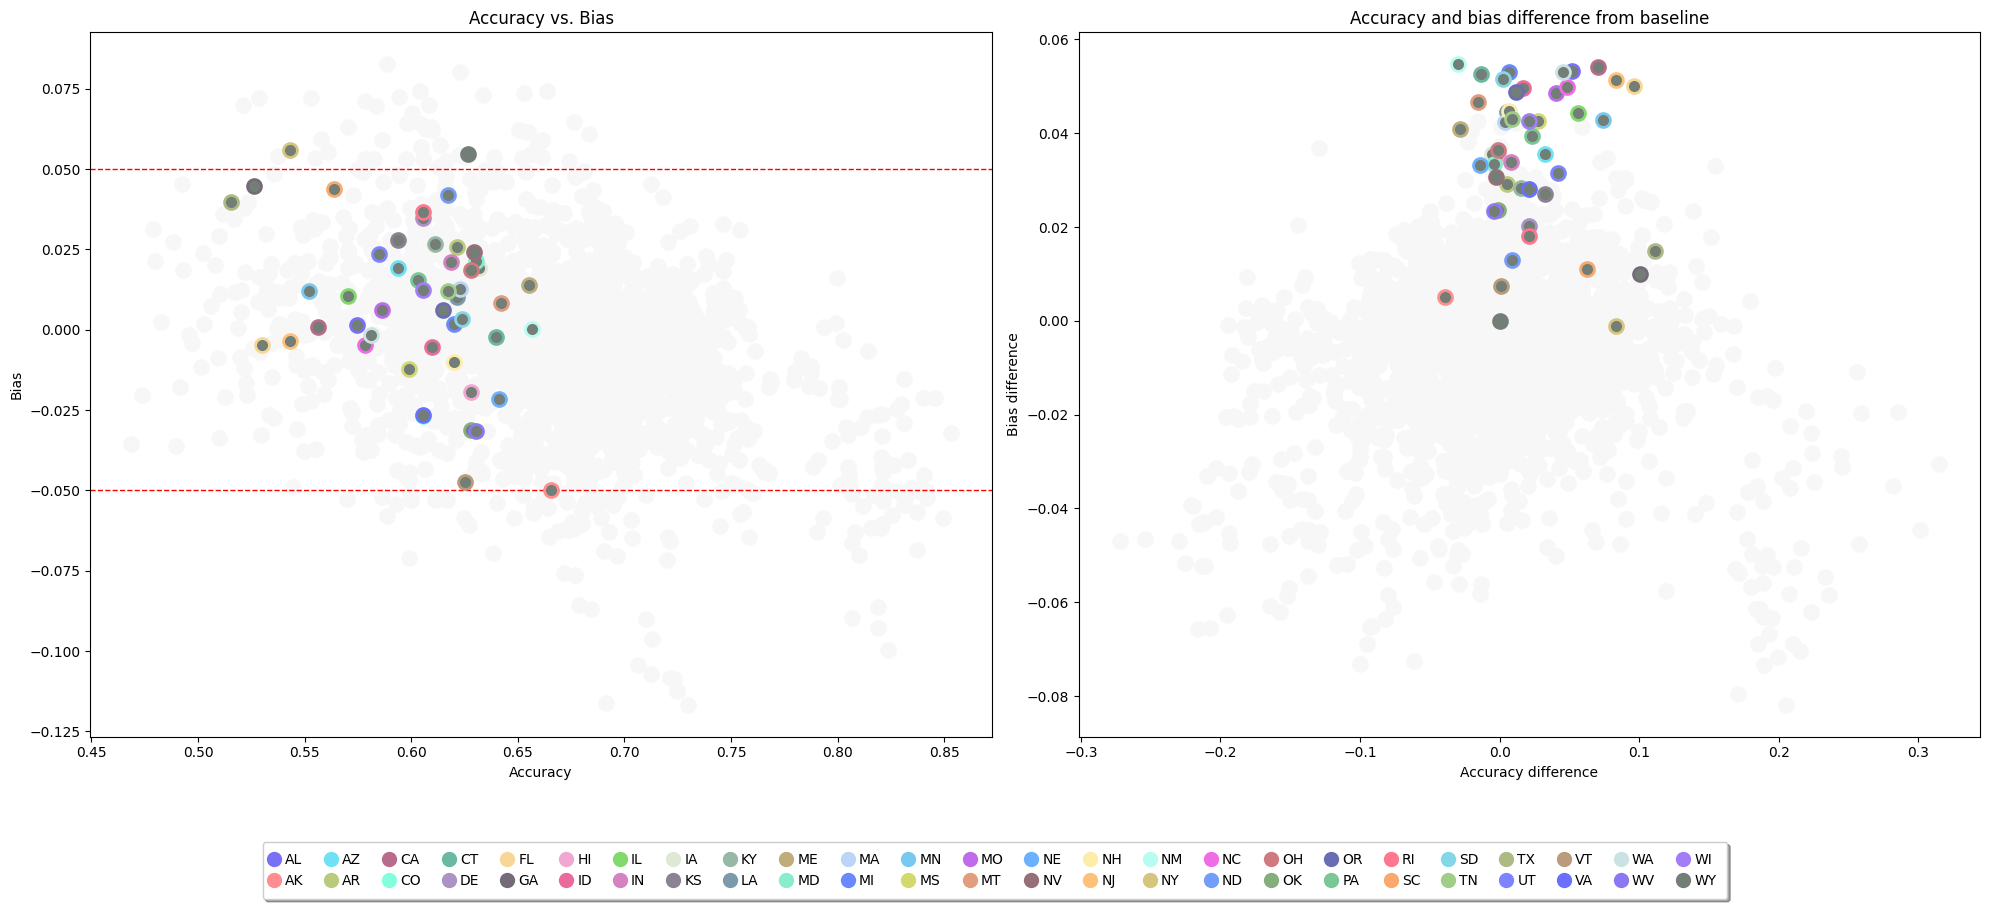 Accuracy vs. Bias
0.075
0.050
0.025
0.000
−0.025
−0.050
−0.075
−0.100
−0.125
Bias
0.45 0.50 0.55 0.60 0.65 0.70 0.75 0.80 0.85
Accuracy
Accuracy and bias difference from baseline
0.06
0.04
0.02
0.00
−0.02
−0.04
−0.06
−0.08
Bias difference
−0.3 −0.2 −0.1 0.0 0.1 0.2 0.3
Accuracy difference
AL AZ CA CT FL HI IL IA KY ME MA MN MO NE NH NM NC OH OR RI SD TX VT WA WI
AK AR CO DE GA ID IN KS LA MD MI MS MT NV NJ NY ND OK PA SC TN UT VA WV WY